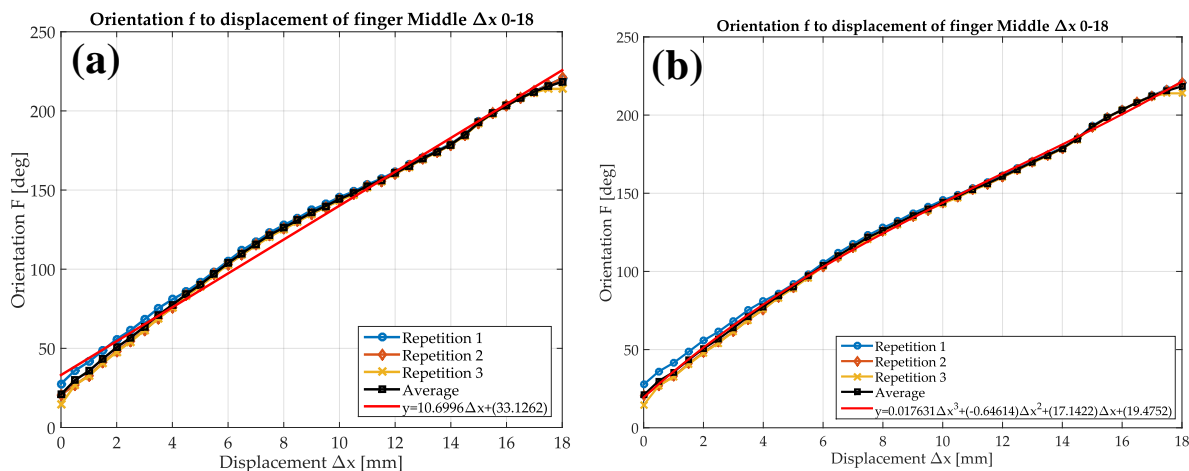 Orientation f to displacement of finger Middle Δx 0-18
(a)
250
200
150
100
50
0
Orientation F [deg]
Repetition 1
Repetition 2
Repetition 3
Average
y=10.6996Δx+(33.1262)
0 2 4 6 8 10 12 14 16 18
Displacement Δx [mm]
Orientation f to displacement of finger Middle Δx 0-18
(b)
250
200
150
100
50
0
Orientation F [deg]
Repetition 1
Repetition 2
Repetition 3
Average
y=0.017631Δx³+(-0.64614)Δx²+(17.1422)Δx+(19.4752)
0 2 4 6 8 10 12 14 16 18
Displacement Δx [mm]